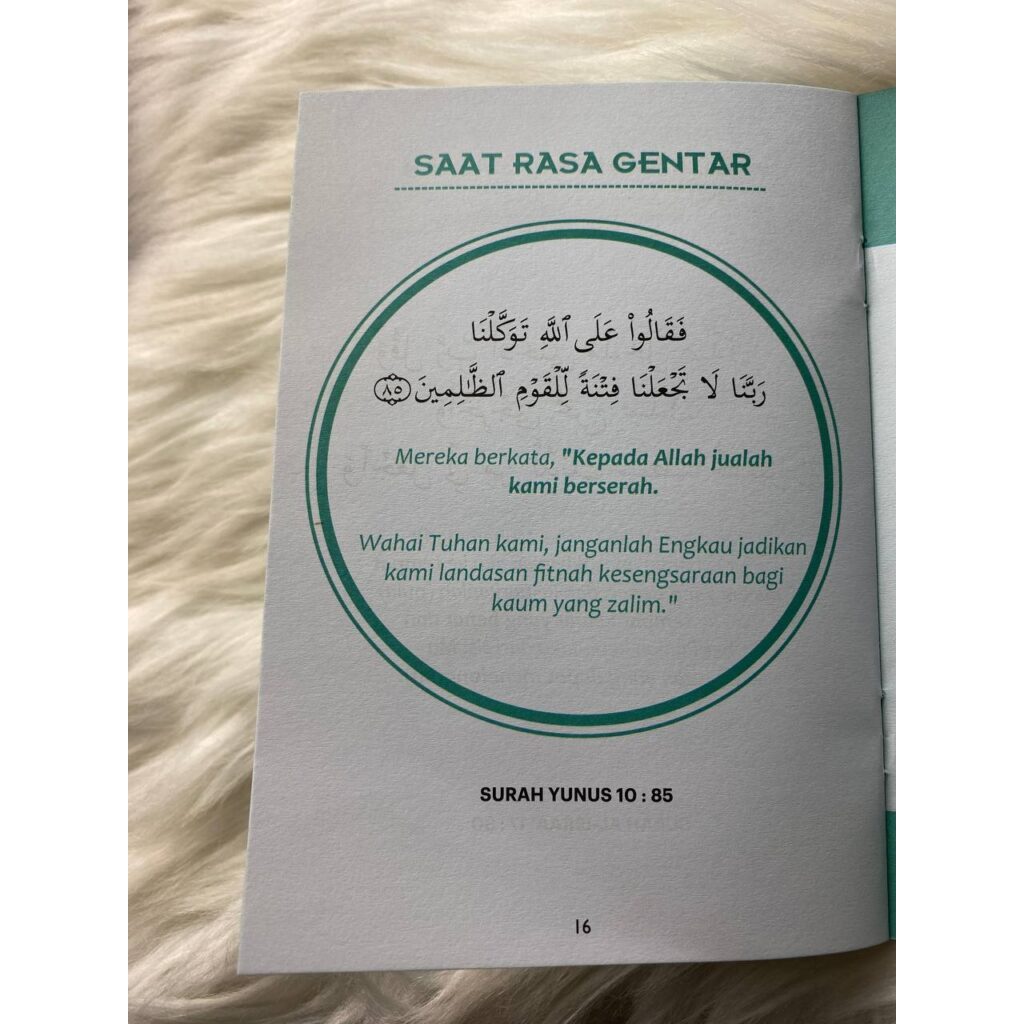 SAAT RASA GENTAR
فَقَالُوا۟ عَلَى ٱللَّهِ تَوَكَّلْنَا
رَبَّنَا لَا تَجْعَلْنَا فِتْنَةً لِّلْقَوْمِ ٱلظَّـٰلِمِينَ ٨٥
Mereka berkata, "Kepada Allah jualah
kami berserah.
Wahai Tuhan kami, janganlah Engkau jadikan
kami landasan fitnah kesengsaraan bagi
kaum yang zalim."
SURAH YUNUS 10 : 85
16